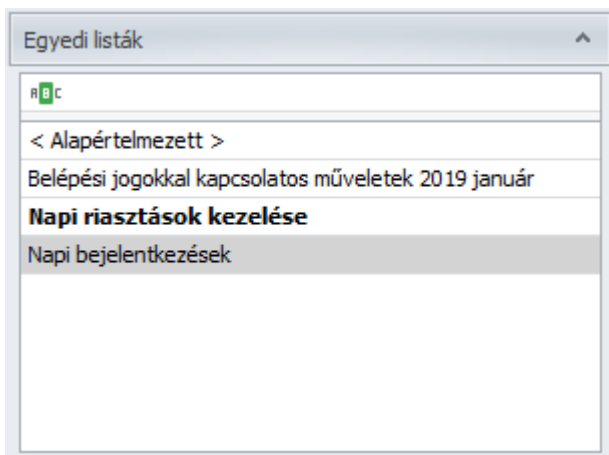 Egyedi listák
ABC
< Alapértelmezett >
Belépési jogokkal kapcsolatos műveletek 2019 január
Napi riasztások kezelése
Napi bejelentkezések